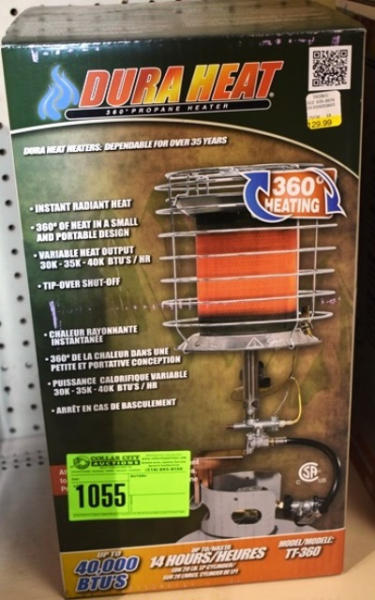 DURA HEAT
360° PROPANE HEATER
29.99
DURA HEAT HEATERS: DEPENDABLE FOR OVER 35 YEARS
360°
HEATING
• INSTANT RADIANT HEAT
• 360° OF HEAT IN A SMALL
AND PORTABLE DESIGN
• VARIABLE HEAT OUTPUT
30K - 35K - 40K BTU'S / HR
• TIP-OVER SHUT-OFF
• CHALEUR RAYONNANTE
INSTANTANÉE
• 360° DE LA CHALEUR DANS UNE
PETITE ET PORTATIVE CONCEPTION
• PUISSANCE CALORIFIQUE VARIABLE
30K - 35K - 40K BTU'S / HR
• ARRÊT EN CAS DE BASCULEMENT
COLLAR CITY
AUCTIONS
1055
UP TO
40,000
BTU'S
UP TO/JUSQU'À
14 HOURS/HEURES
MODEL/MODELE:
TT-360